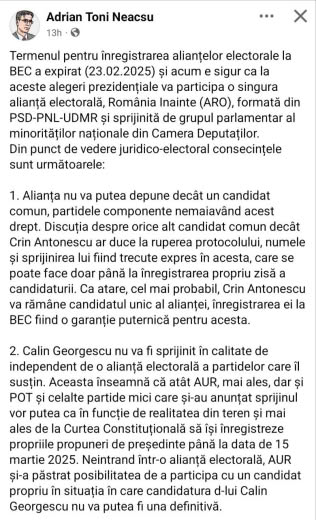 Adrian Toni Neacsu
13h ·
Termenul pentru înregistrarea alianțelor electorale la
BEC a expirat (23.02.2025) și acum e sigur ca la
aceste alegeri prezidențiale va participa o singura
alianță electorală, România Inainte (ARO), formată din
PSD-PNL-UDMR și sprijinită de grupul parlamentar al
minorităților naționale din Camera Deputaților.
Din punct de vedere juridico-electoral consecințele
sunt următoarele:
1. Alianța nu va putea depune decât un candidat
comun, partidele componente nemaiavând acest
drept. Discuția despre orice alt candidat comun decât
Crin Antonescu ar duce la ruperea protocolului, numele
și sprijinirea lui fiind trecute expres în acesta, care se
poate face doar până la înregistrarea propriu zisă a
candidaturii. Ca atare, cel mai probabil, Crin Antonescu
va rămâne candidatul unic al alianței, înregistrarea ei la
BEC fiind o garanție puternică pentru acesta.
2. Calin Georgescu nu va fi sprijinit în calitate de
independent de o alianță electorală a partidelor care îl
susțin. Aceasta înseamnă că atât AUR, mai ales, dar și
POT și celalte partide mici care și-au anunțat sprijinul
vor putea ca în funcție de realitatea din teren și mai
ales de la Curtea Constituțională să își înregistreze
propriile propuneri de președinte până la data de 15
martie 2025. Neintrand într-o alianță electorală, AUR
și-a păstrat posibilitatea de a participa cu un candidat
propriu în situația în care candidatura d-lui Calin
Georgescu nu va putea fi una definitivă.